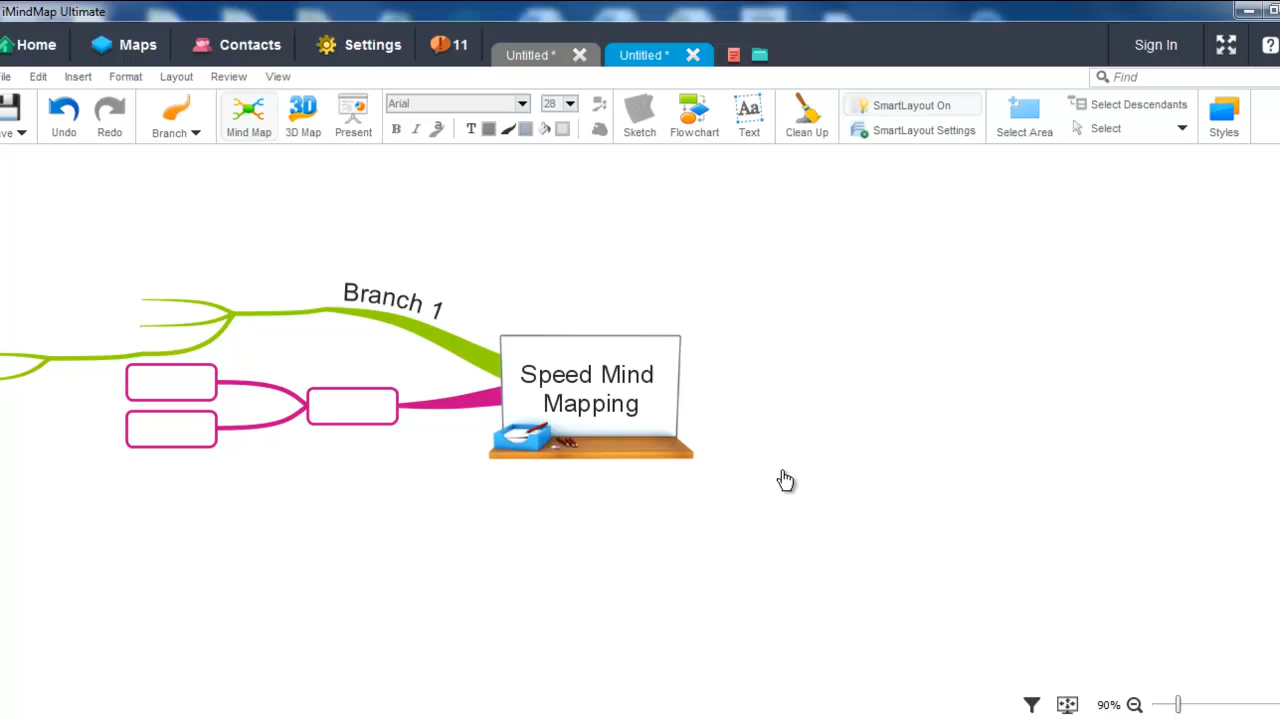 iMindMap Ultimate
Home
Maps
Contacts
Settings
11
Untitled *
Untitled *
Sign In
?
Edit
Insert
Format
Layout
Review
View
Find
Undo
Redo
Branch
Mind Map
3D Map
Present
Arial
28
B I T
Sketch
Flowchart
Aa
Text
Clean Up
SmartLayout On
SmartLayout Settings
Select Area
Select Descendants
Select
Styles
Branch 1
Speed Mind
Mapping
90%